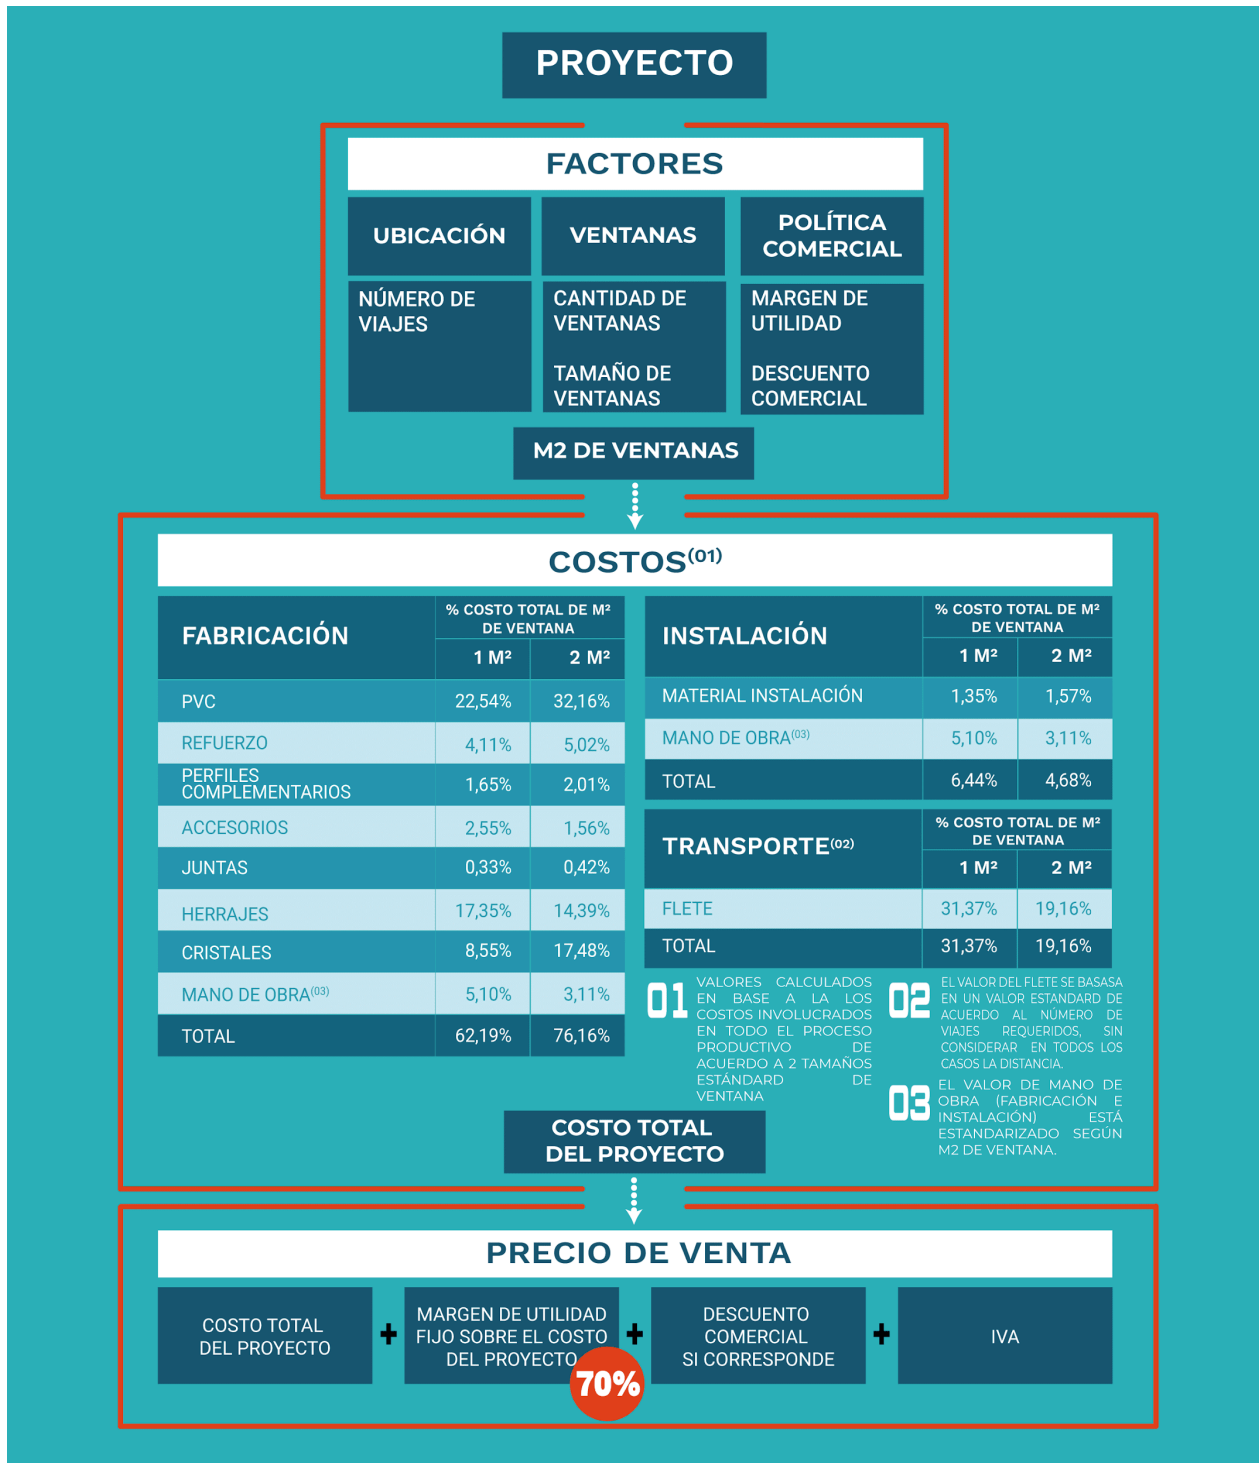 PROYECTO
FACTORES
UBICACIÓN
NÚMERO DE
VIAJES
VENTANAS
CANTIDAD DE
VENTANAS
TAMAÑO DE
VENTANAS
POLÍTICA
COMERCIAL
MARGEN DE
UTILIDAD
DESCUENTO
COMERCIAL
M2 DE VENTANAS
COSTOS(01)
FABRICACIÓN
% COSTO TOTAL DE M²
DE VENTANA
1 M² 2 M²
PVC 22,54% 32,16%
REFUERZO 4,11% 5,02%
PERFILES
COMPLEMENTARIOS 1,65% 2,01%
ACCESORIOS 2,55% 1,56%
JUNTAS 0,33% 0,42%
HERRAJES 17,35% 14,39%
CRISTALES 8,55% 17,48%
MANO DE OBRA(03) 5,10% 3,11%
TOTAL 62,19% 76,16%
INSTALACIÓN
% COSTO TOTAL DE M²
DE VENTANA
1 M² 2 M²
MATERIAL INSTALACIÓN 1,35% 1,57%
MANO DE OBRA(03) 5,10% 3,11%
TOTAL 6,44% 4,68%
TRANSPORTE(02)
% COSTO TOTAL DE M²
DE VENTANA
1 M² 2 M²
FLETE 31,37% 19,16%
TOTAL 31,37% 19,16%
01
VALORES CALCULADOS
EN BASE A LA LOS
COSTOS INVOLUCRADOS
EN TODO EL PROCESO
PRODUCTIVO DE
ACUERDO A 2 TAMAÑOS
ESTÁNDARD DE
VENTANA
02
EL VALOR DEL FLETE SE BASASA
EN UN VALOR ESTANDARD DE
ACUERDO AL NÚMERO DE
VIAJES REQUERIDOS, SIN
CONSIDERAR EN TODOS LOS
CASOS LA DISTANCIA.
03
EL VALOR DE MANO DE
OBRA (FABRICACIÓN E
INSTALACIÓN) ESTÁ
ESTANDARIZADO SEGÚN
M2 DE VENTANA.
COSTO TOTAL
DEL PROYECTO
PRECIO DE VENTA
COSTO TOTAL
DEL PROYECTO
+
MARGEN DE UTILIDAD
FIJO SOBRE EL COSTO
DEL PROYECTO
70%
+
DESCUENTO
COMERCIAL
SI CORRESPONDE
+
IVA